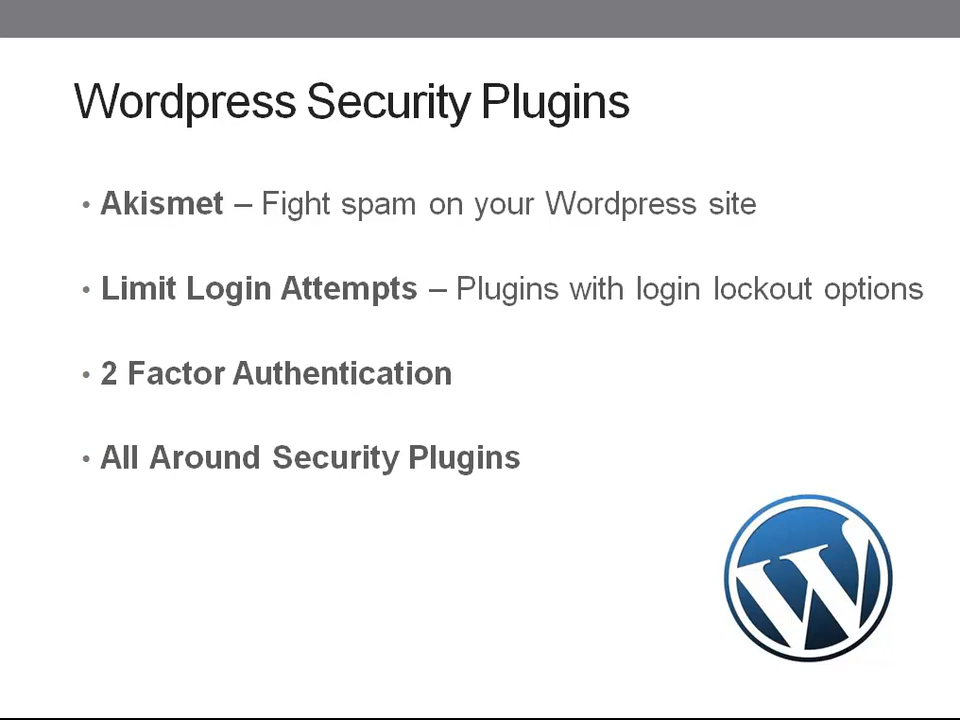 Wordpress Security Plugins
• Akismet – Fight spam on your Wordpress site
• Limit Login Attempts – Plugins with login lockout options
• 2 Factor Authentication
• All Around Security Plugins
W